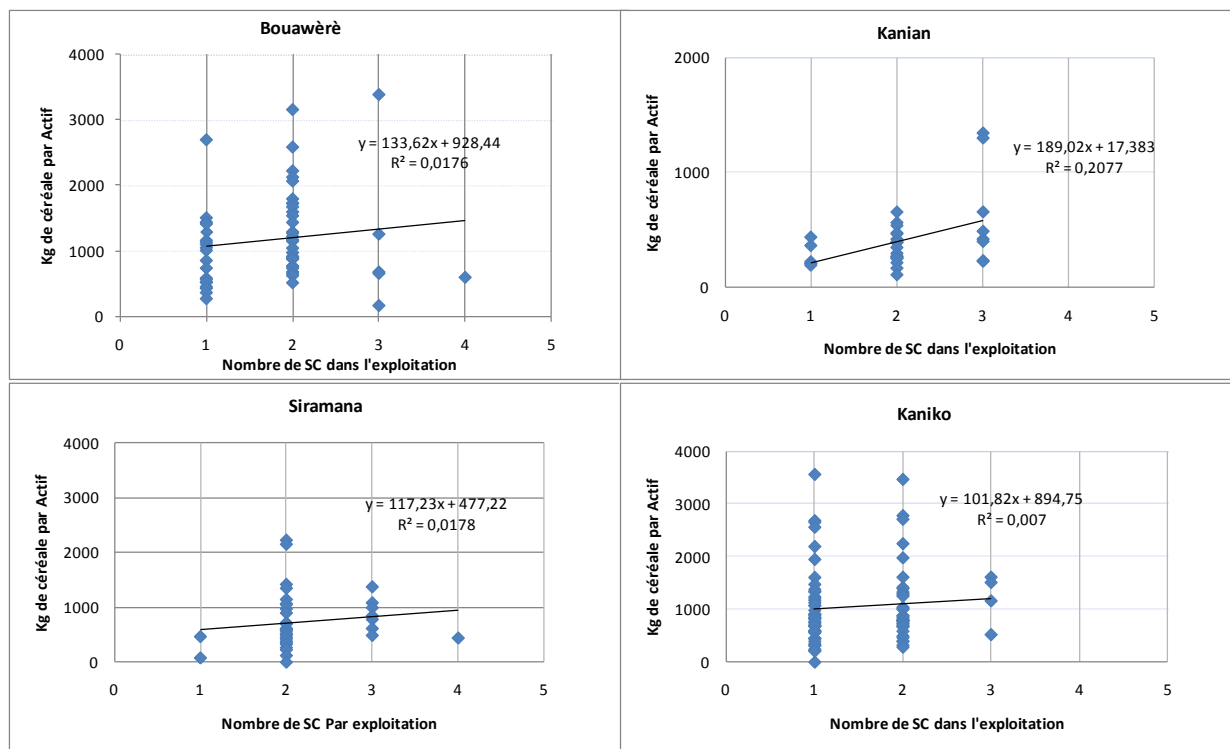 Bouawèrè
Kg de céréale par Actif
4000
3000
2000
1000
0
y = 133,62x + 928,44
R² = 0,0176
0 1 2 3 4 5
Nombre de SC dans l'exploitation
Kanian
Kg de céréale par Actif
2000
1000
0
y = 189,02x + 17,383
R² = 0,2077
0 1 2 3 4 5
Nombre de SC dans l'exploitation
Siramana
Kg de céréale par Actif
4000
3000
2000
1000
0
y = 117,23x + 477,22
R² = 0,0178
0 1 2 3 4 5
Nombre de SC Par exploitation
Kaniko
Kg de céréale par Actif
4000
3000
2000
1000
0
y = 101,82x + 894,75
R² = 0,007
0 1 2 3 4 5
Nombre de SC dans l'exploitation